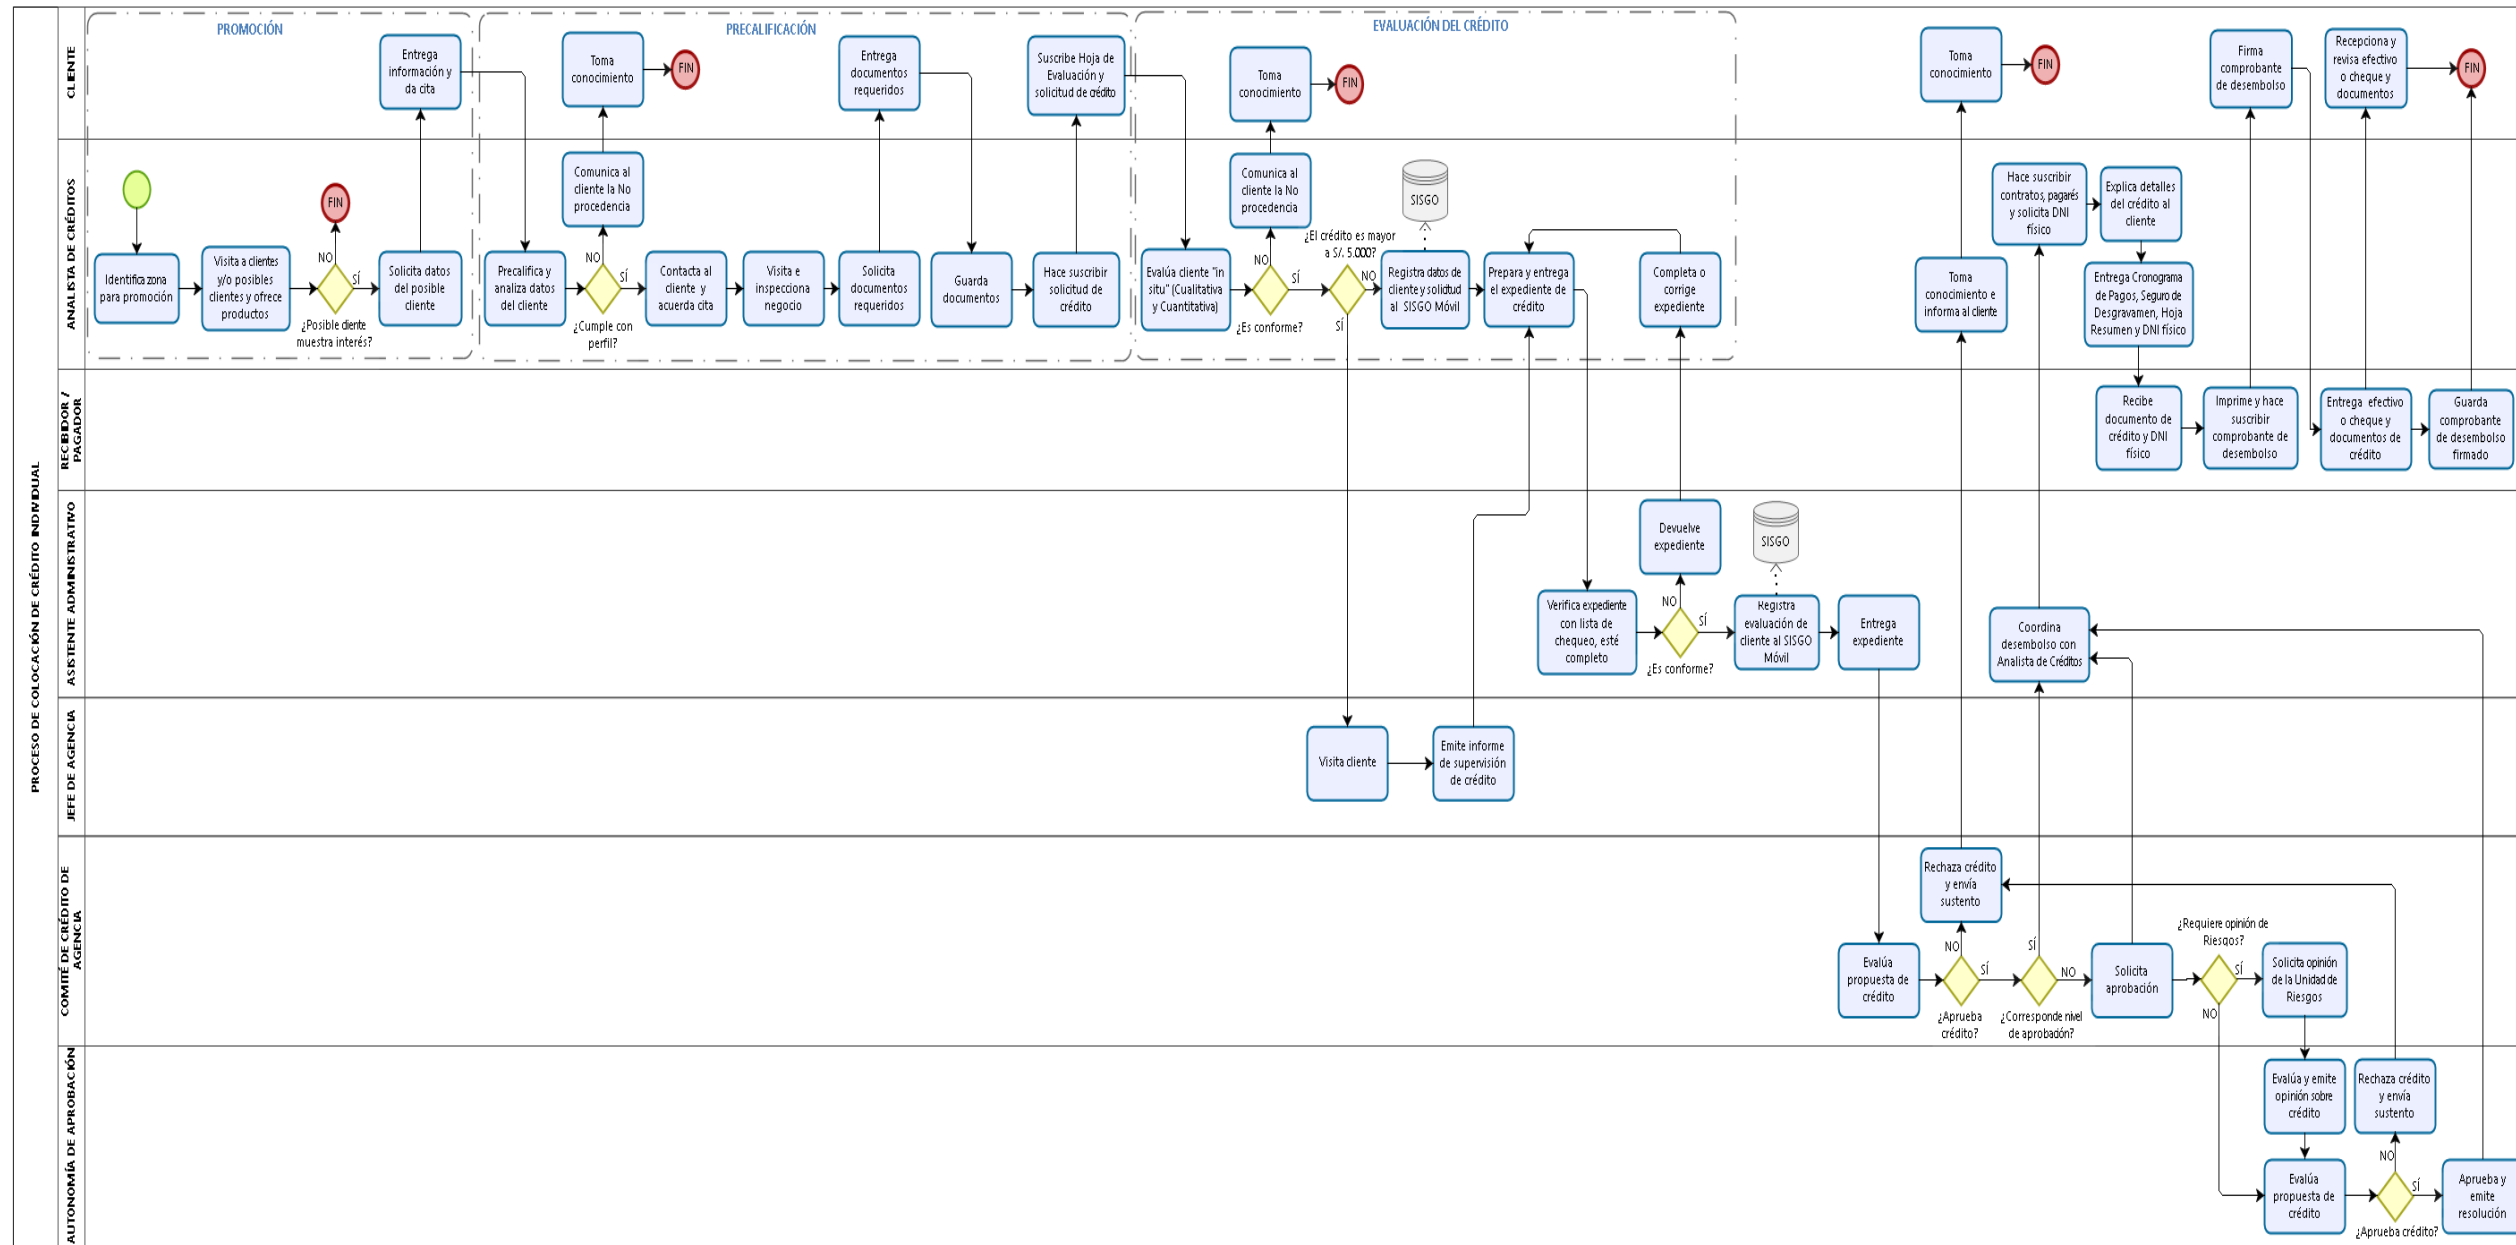 PROCESO DE COLOCACIÓN DE CRÉDITO INDIVIDUAL
PROMOCIÓN
PRECALIFICACIÓN
EVALUACIÓN DEL CRÉDITO
CLIENTE
Entrega
información y
da cita
Toma
conocimiento
FIN
Entrega
documentos
requeridos
Suscribe Hoja de
Evaluación y
solicitud de crédito
Toma
conocimiento
FIN
Toma
conocimiento
FIN
Firma
comprobante
de desembolso
Recepciona y
revisa efectivo
o cheque y
documentos
FIN
ANALISTA DE CRÉDITOS
Identifica zona
para promoción
Visita a clientes
y/o posibles
clientes y ofrece
productos
FIN
NO
SÍ
¿Posible cliente
muestra interés?
Solicita datos
del posible
cliente
Precalifica y
analiza datos
del cliente
Comunica al
cliente la No
procedencia
NO
SÍ
¿Cumple con
perfil?
Contacta al
cliente y
acuerda cita
Visita e
inspecciona
negocio
Solicita
documentos
requeridos
Guarda
documentos
Hace suscribir
solicitud de
crédito
Evalúa cliente "in
situ" (Cualitativa
y Cuantitativa)
Comunica al
cliente la No
procedencia
NO
SÍ
¿Es conforme?
¿El crédito es mayor
a S/. 5.000?
NO
SÍ
SISGO
Registra datos de
cliente y solicitud
al SISGO Móvil
Prepara y entrega
el expediente de
crédito
Completa o
corrige
expediente
Toma
conocimiento e
informa al cliente
Hace suscribir
contratos, pagarés
y solicita DNI
físico
Explica detalles
del crédito al
cliente
Entrega Cronograma
de Pagos, Seguro de
Desgravamen, Hoja
Resumen y DNI físico
RECIBIDOR /
PAGADOR
Recibe
documento de
crédito y DNI
físico
Imprime y hace
suscribir
comprobante de
desembolso
Entrega efectivo
o cheque y
documentos de
crédito
Guarda
comprobante
de desembolso
firmado
ASISTENTE ADMINISTRATIVO
Verifica expediente
con lista de
chequeo, esté
completo
Devuelve
expediente
NO
SÍ
¿Es conforme?
SISGO
Registra
evaluación de
cliente al SISGO
Móvil
Entrega
expediente
Coordina
desembolso con
Analista de Créditos
JEFE DE AGENCIA
Visita cliente
Emite informe
de supervisión
de crédito
COMITÉ DE CRÉDITO DE
AGENCIA
Evalúa
propuesta de
crédito
Rechaza crédito
y envía
sustento
NO
SÍ
¿Aprueba
crédito?
SÍ
NO
¿Corresponde nivel
de aprobación?
Solicita
aprobación
¿Requiere opinión de
Riesgos?
SÍ
NO
Solicita opinión
de la Unidad de
Riesgos
AUTONOMÍA DE APROBACIÓN
Evalúa y emite
opinión sobre
crédito
Rechaza crédito
y envía
sustento
Evalúa
propuesta de
crédito
NO
SÍ
¿Aprueba crédito?
Aprueba y
emite
resolución